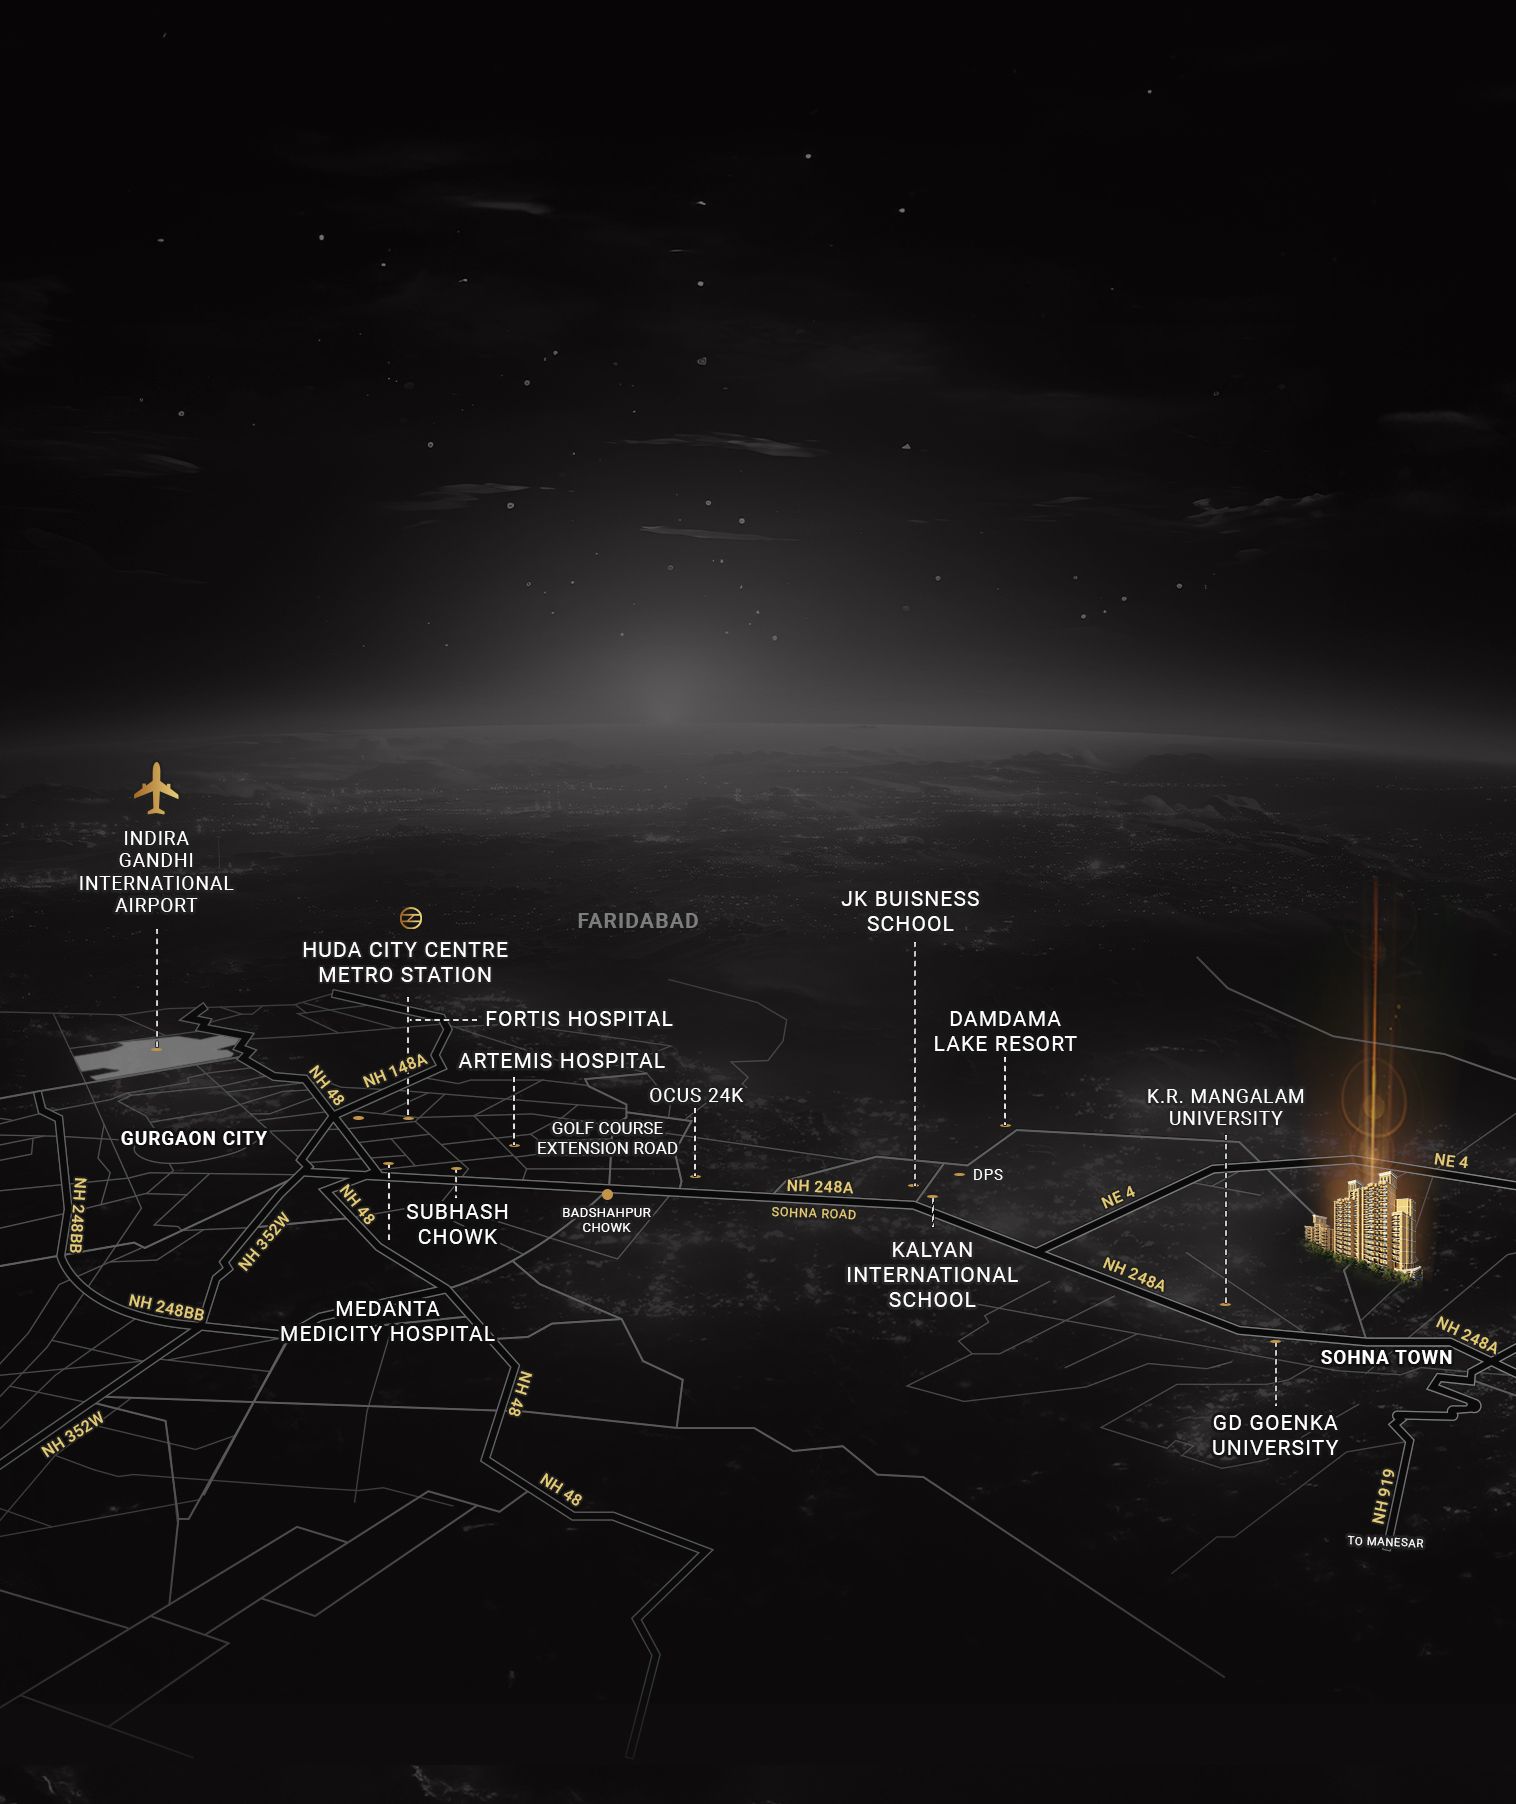 INDIRA
GANDHI
INTERNATIONAL
AIRPORT
HUDA CITY CENTRE
METRO STATION
FARIDABAD
JK BUISNESS
SCHOOL
FORTIS HOSPITAL
ARTEMIS HOSPITAL
DAMDAMA
LAKE RESORT
NH 48
NH 148A
OCUS 24K
K.R. MANGALAM
UNIVERSITY
GURGAON CITY
GOLF COURSE
EXTENSION ROAD
NE 4
DPS
NH 248A
SOHNA ROAD
NE 4
NH 248BB
NH 48
NH 352W
SUBHASH
CHOWK
BADSHAHPUR
CHOWK
KALYAN
INTERNATIONAL
SCHOOL
NH 248A
NH 248BB
MEDANTA
MEDICITY HOSPITAL
NH 248A
SOHNA TOWN
NH 48
NH 352W
GD GOENKA
UNIVERSITY
NH 48
NH 919
TO MANESAR